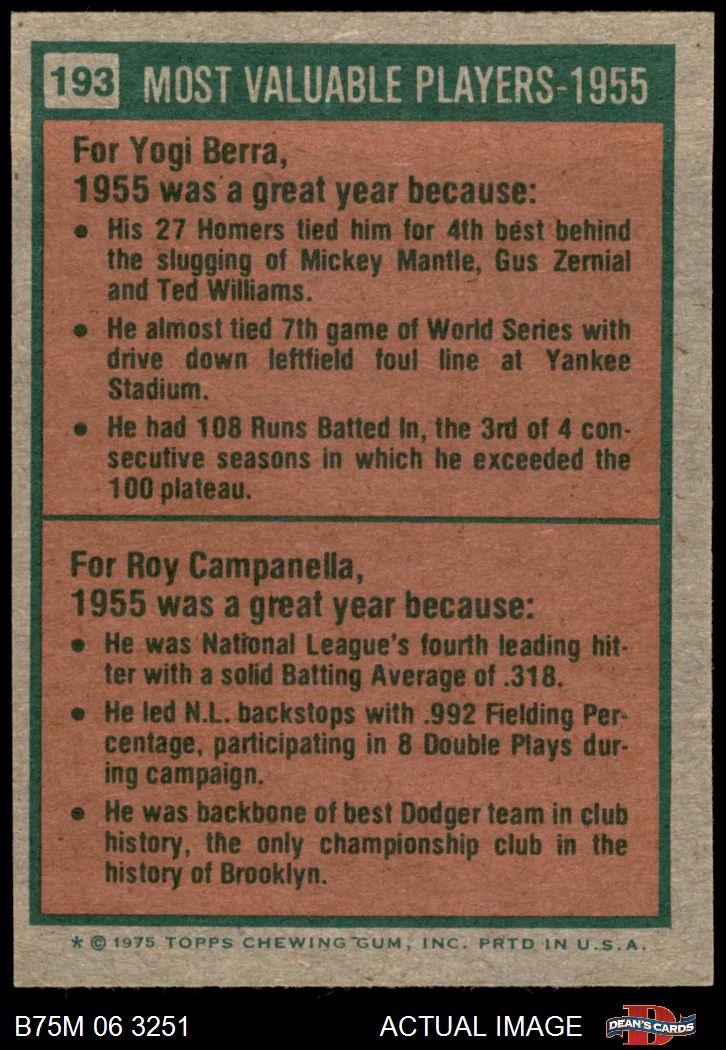 193 MOST VALUABLE PLAYERS-1955
For Yogi Berra,
1955 was a great year because:
• His 27 Homers tied him for 4th best behind
the slugging of Mickey Mantle, Gus Zernial
and Ted Williams.
• He almost tied 7th game of World Series with
drive down leftfield foul line at Yankee
Stadium.
• He had 108 Runs Batted In, the 3rd of 4 con-
secutive seasons in which he exceeded the
100 plateau.
For Roy Campanella,
1955 was a great year because:
• He was National League's fourth leading hit-
ter with a solid Batting Average of .318.
• He led N.L. backstops with .992 Fielding Per-
centage, participating in 8 Double Plays dur-
ing campaign.
• He was backbone of best Dodger team in club
history, the only championship club in the
history of Brooklyn.
* © 1975 TOPPS CHEWING GUM, INC. PRTD IN U.S.A.
B75M 06 3251 ACTUAL IMAGE D DEAN'S CARDS